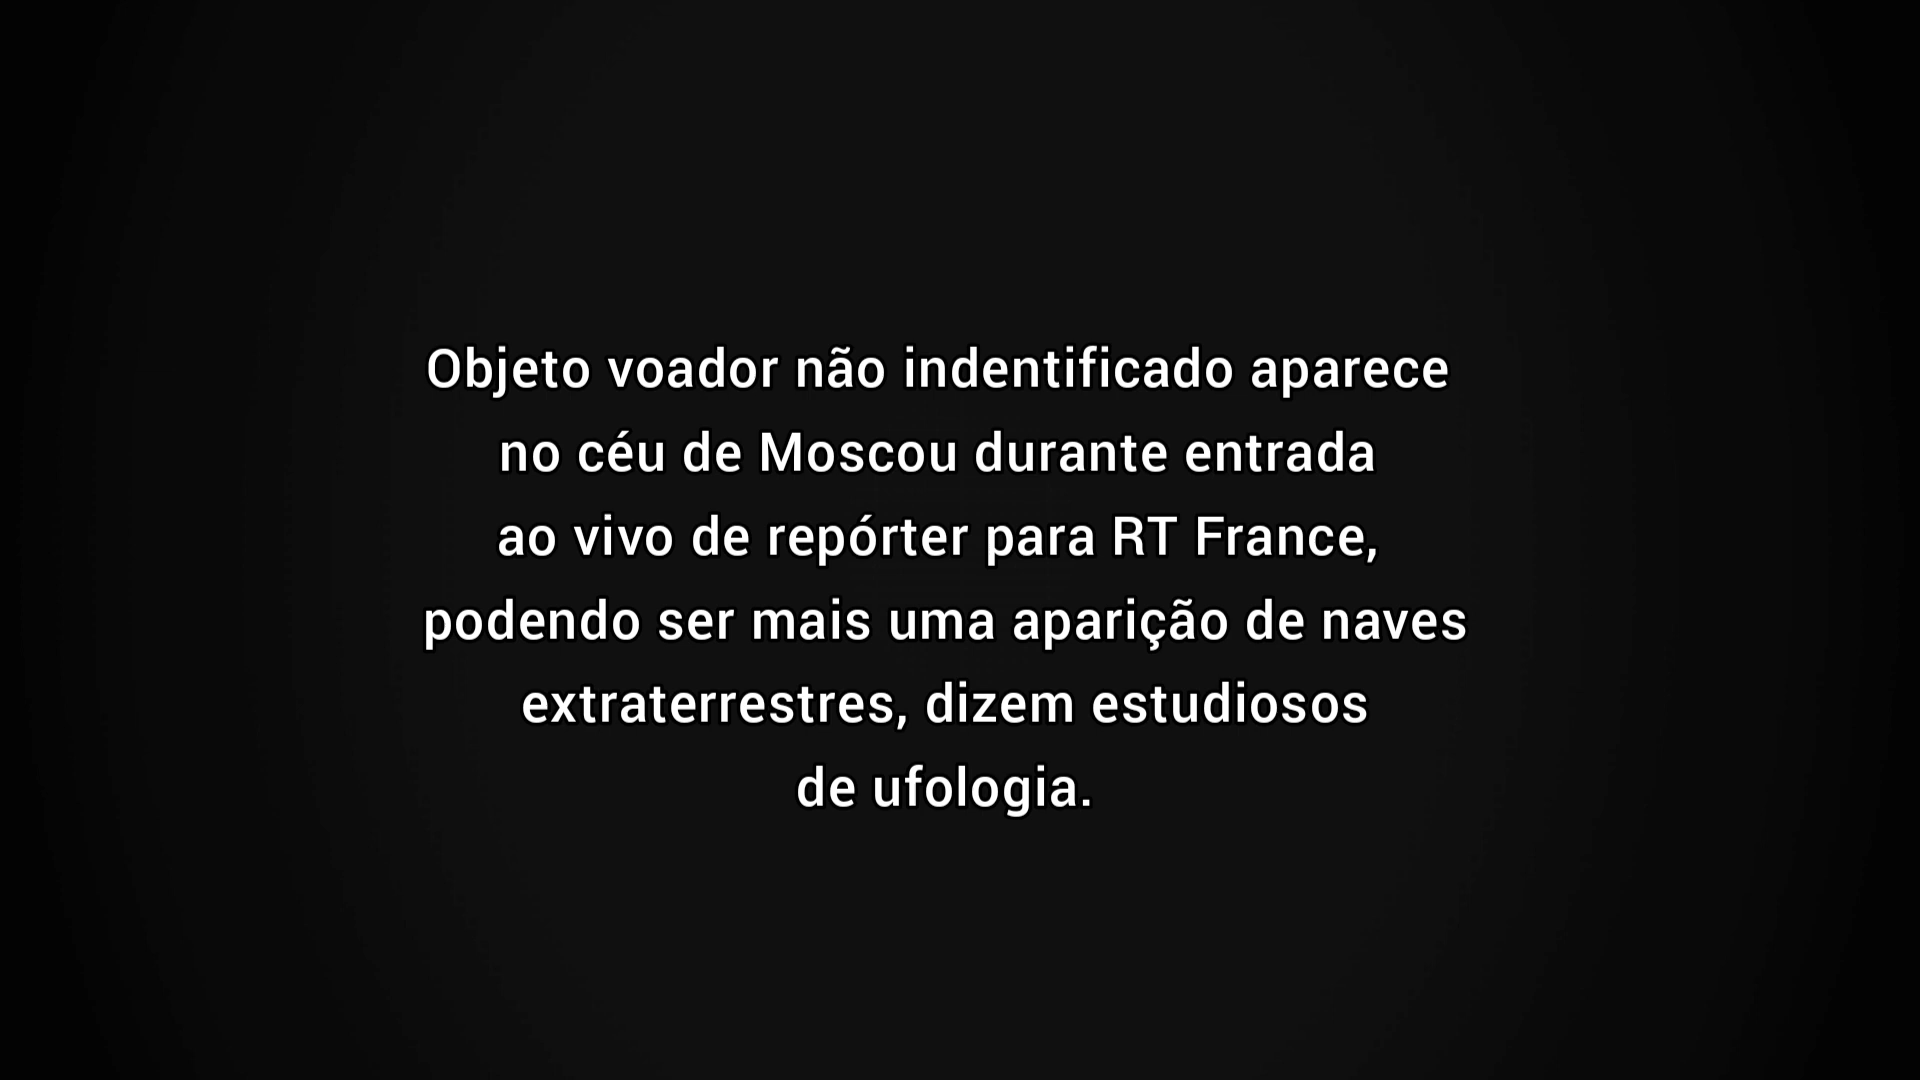 Objeto voador não indentificado aparece
no céu de Moscou durante entrada
ao vivo de repórter para RT France,
podendo ser mais uma aparição de naves
extraterrestres, dizem estudiosos
de ufologia.